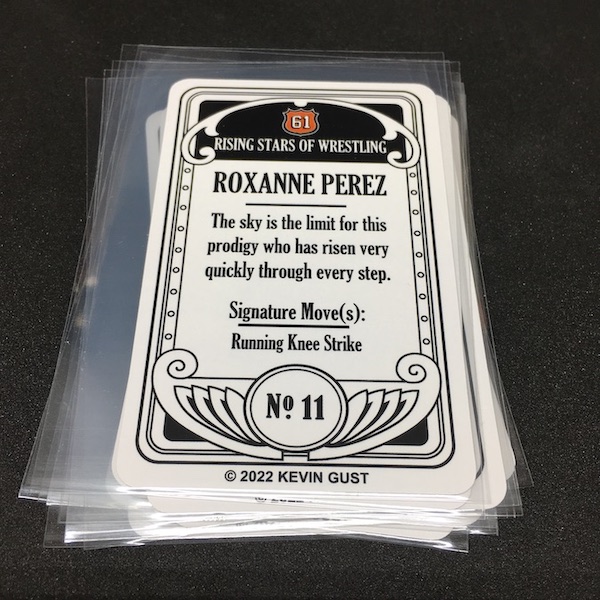 61
RISING STARS OF WRESTLING
ROXANNE PEREZ
The sky is the limit for this
prodigy who has risen very
quickly through every step.
Signature Move(s):
Running Knee Strike
Nº 11
© 2022 KEVIN GUST